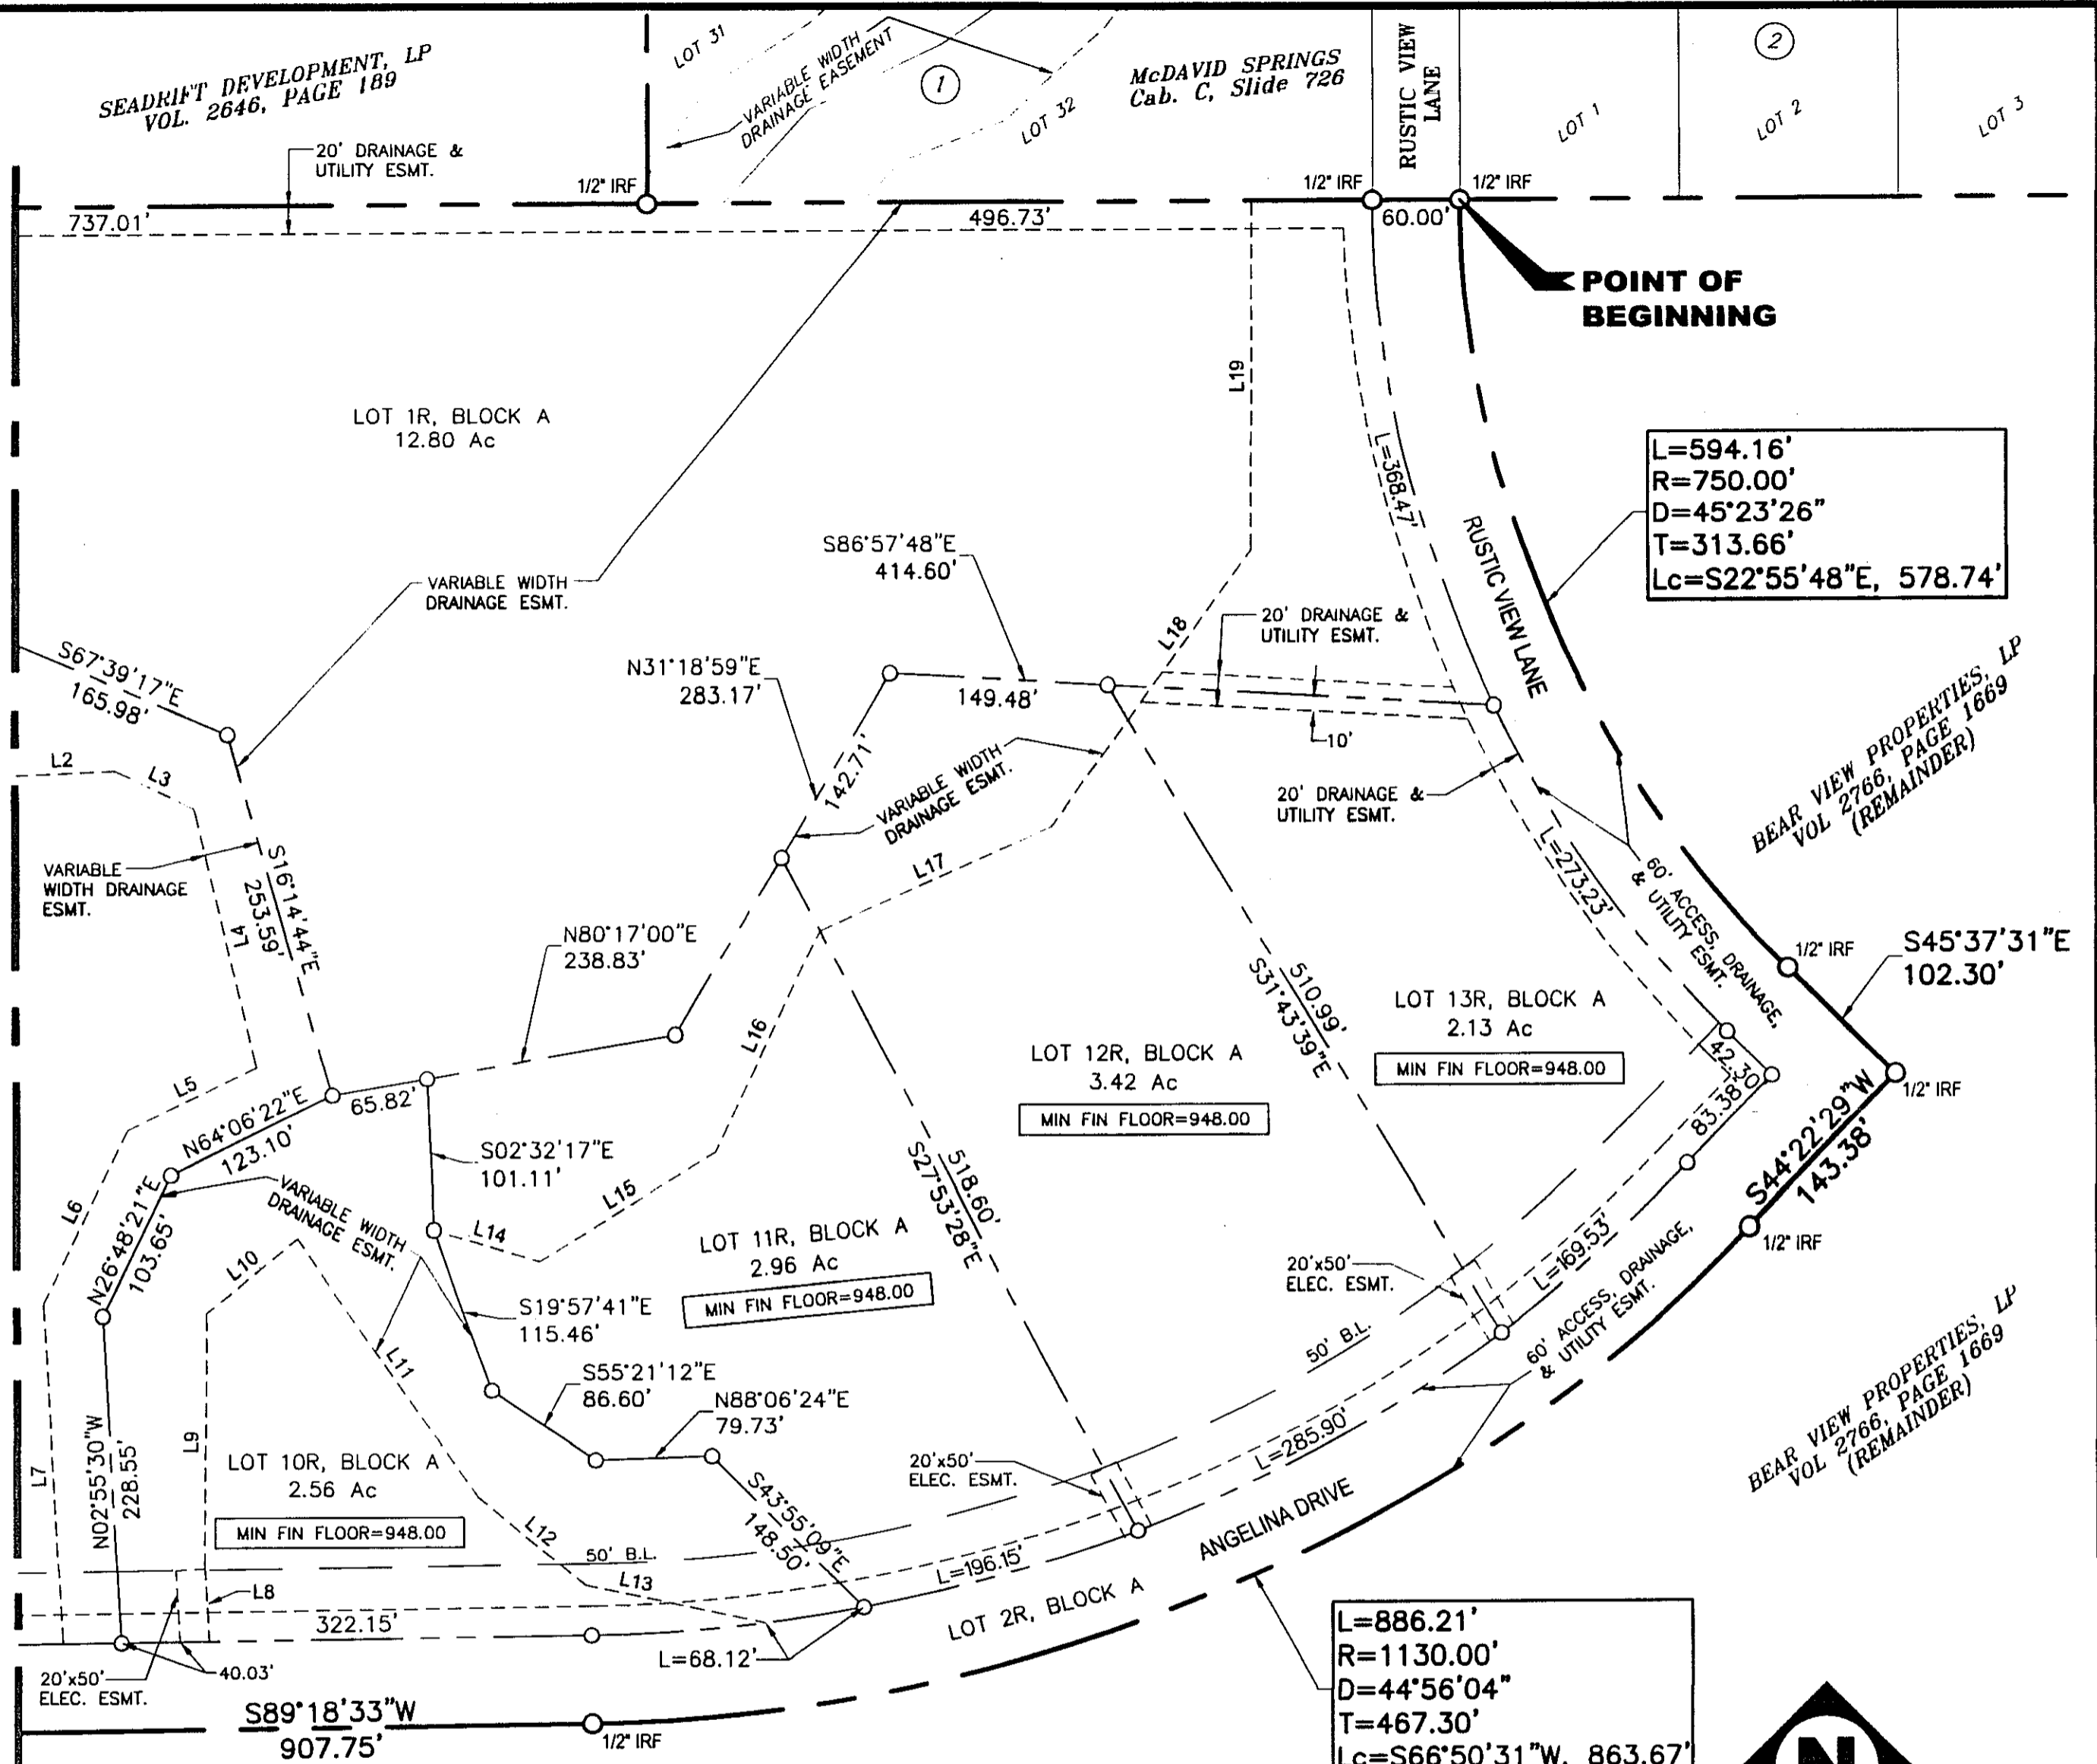 SEADRIFT DEVELOPMENT, LP
VOL. 2646, PAGE 189
LOT 31
VARIABLE WIDTH
DRAINAGE EASEMENT
1
LOT 32
McDAVID SPRINGS
Cab. C, Slide 726
RUSTIC VIEW
LANE
LOT 1
2
LOT 2
LOT 3
20' DRAINAGE &
UTILITY ESMT.
1/2" IRF
1/2" IRF
1/2" IRF
737.01'
496.73'
60.00'
POINT OF
BEGINNING
L19
LOT 1R, BLOCK A
12.80 Ac
L=368.47'
L=594.16'
R=750.00'
D=45°23'26"
T=313.66'
Lc=S22°55'48"E, 578.74'
RUSTIC VIEW LANE
S86°57'48"E
414.60'
VARIABLE WIDTH
DRAINAGE ESMT.
L18
20' DRAINAGE &
UTILITY ESMT.
S67°39'17"E
165.98'
N31°18'59"E
283.17'
149.48'
10'
142.71'
VARIABLE WIDTH
DRAINAGE ESMT.
BEAR VIEW PROPERTIES, LP
VOL 2766, PAGE 1669
(REMAINDER)
L2
L3
20' DRAINAGE &
UTILITY ESMT.
L=273.23'
VARIABLE
WIDTH DRAINAGE
ESMT.
S16°14'44"E
253.59'
L4
L17
60' ACCESS, DRAINAGE,
& UTILITY ESMT.
N80°17'00"E
238.83'
1/2" IRF
S45°37'31"E
102.30'
510.99'
S31°43'39"E
LOT 13R, BLOCK A
2.13 Ac
MIN FIN FLOOR=948.00
L16
LOT 12R, BLOCK A
3.42 Ac
MIN FIN FLOOR=948.00
42.30'
83.38'
1/2" IRF
L5
65.82'
N64°06'22"E
123.10'
S02°32'17"E
101.11'
518.60'
S27°53'28"E
S44°22'29"W
143.38'
1/2" IRF
L6
N26°48'21"E
103.65'
VARIABLE WIDTH
DRAINAGE ESMT.
L15
L14
L10
LOT 11R, BLOCK A
2.96 Ac
MIN FIN FLOOR=948.00
20'x50'
ELEC. ESMT.
L=169.53'
60' ACCESS, DRAINAGE,
& UTILITY ESMT.
S19°57'41"E
115.46'
L11
50' B.L.
S55°21'12"E
86.60'
N88°06'24"E
79.73'
BEAR VIEW PROPERTIES, LP
VOL 2766, PAGE 1669
(REMAINDER)
L7
N02°55'30"W
228.55'
L9
LOT 10R, BLOCK A
2.56 Ac
MIN FIN FLOOR=948.00
20'x50'
ELEC. ESMT.
L=285.90'
S43°55'09"E
148.50'
L12
50' B.L.
L13
L=196.15'
ANGELINA DRIVE
L8
322.15'
LOT 2R, BLOCK A
L=68.12'
20'x50'
ELEC. ESMT.
40.03'
S89°18'33"W
907.75'
1/2" IRF
L=886.21'
R=1130.00'
D=44°56'04"
T=467.30'
Lc=S66°50'31"W, 863.67'
N